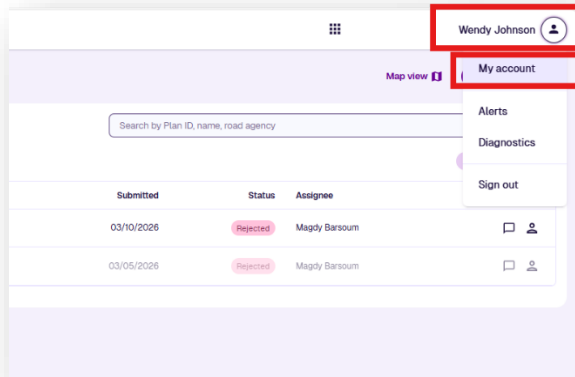 Wendy Johnson
Map view
My account
Search by Plan ID, name, road agency
Alerts
Diagnostics
Sign out
Submitted Status Assignee
03/10/2026 Rejected Magdy Barsoum
03/05/2026 Rejected Magdy Barsoum